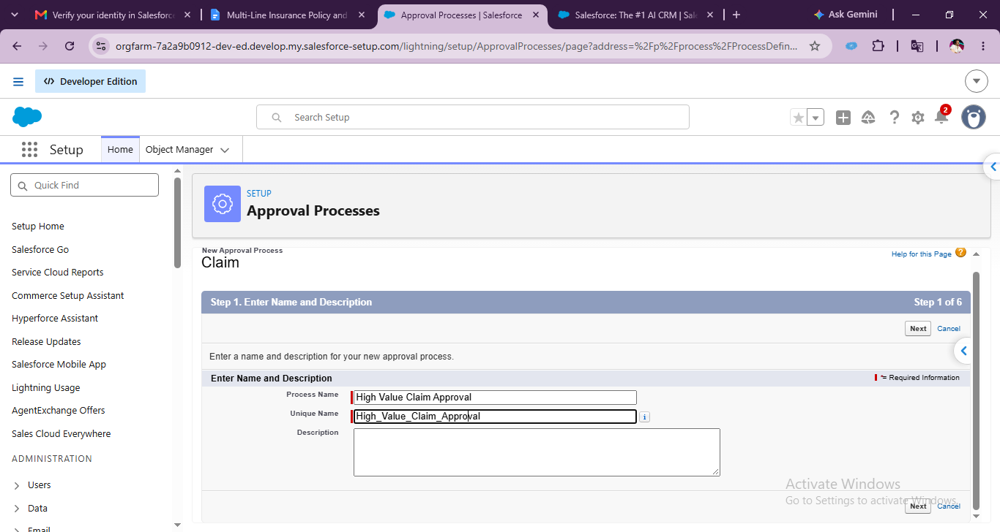 Verify your identity in Salesforce
Multi-Line Insurance Policy and
Approval Processes | Salesforce
Salesforce: The #1 AI CRM | Sale
Ask Gemini
orgfarm-7a2a9b0912-dev-ed.develop.my.salesforce-setup.com/lightning/setup/ApprovalProcesses/page?address=%2Fp%2Fprocess%2FProcessDefin...
</> Developer Edition
Search Setup
2
Setup
Home
Object Manager
Quick Find
Setup Home
Salesforce Go
Service Cloud Reports
Commerce Setup Assistant
Hyperforce Assistant
Release Updates
Salesforce Mobile App
Lightning Usage
AgentExchange Offers
Sales Cloud Everywhere
ADMINISTRATION
Users
Data
Email
SETUP
Approval Processes
New Approval Process
Claim
Help for this Page ?
Step 1. Enter Name and Description
Step 1 of 6
Next Cancel
Enter a name and description for your new approval process.
Enter Name and Description
= Required Information
Process Name
High Value Claim Approval
Unique Name
High_Value_Claim_Approval
i
Description
Activate Windows
Go to Settings to activate Windows.
Next Cancel